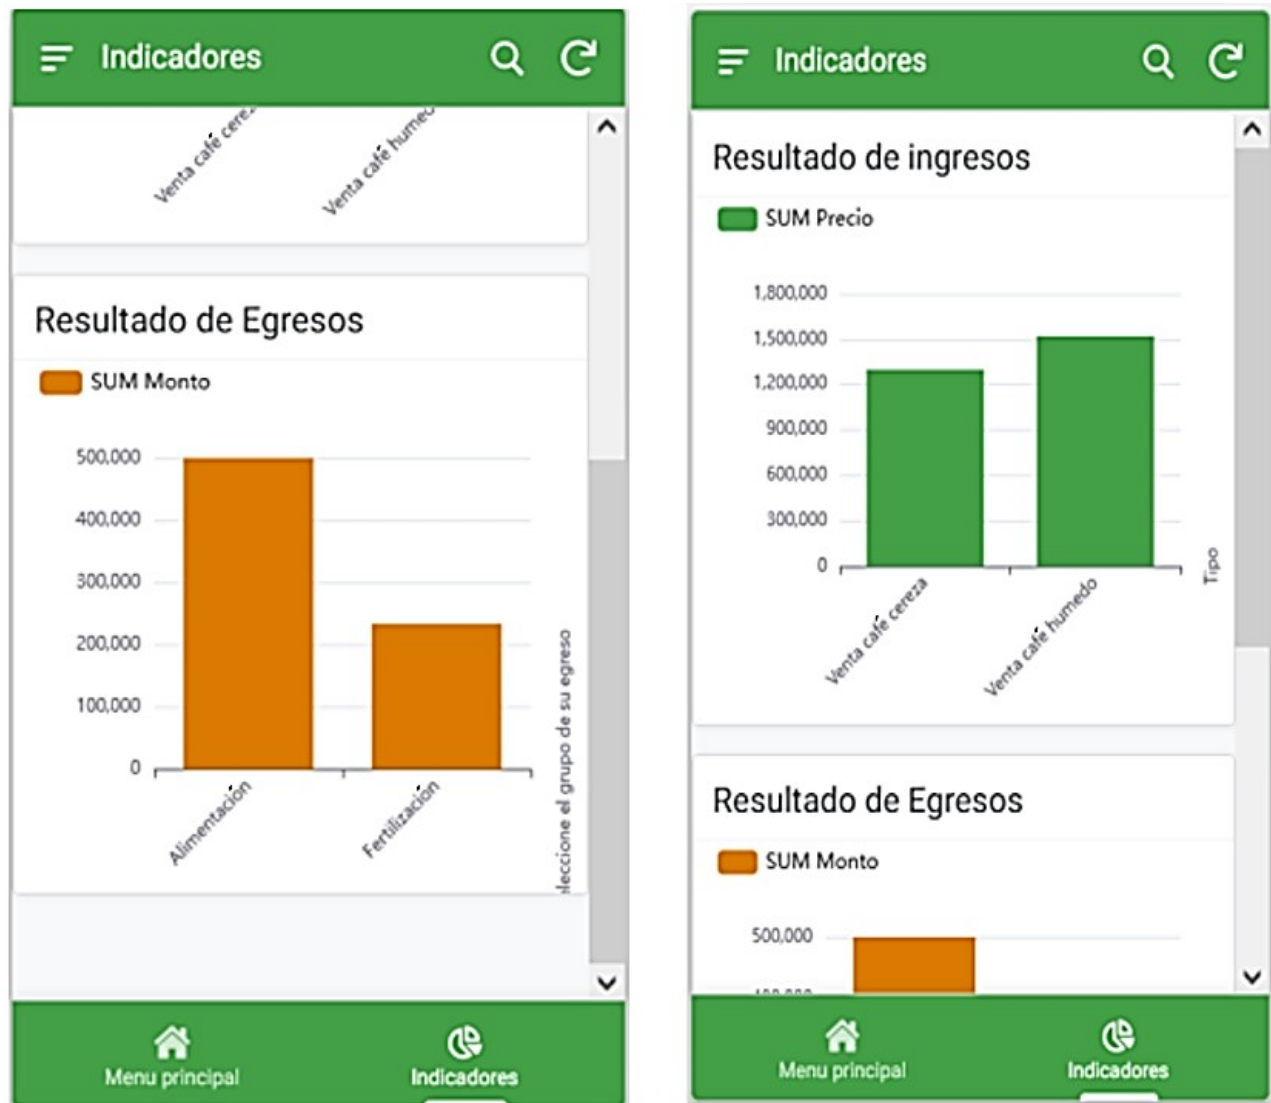 Indicadores
Venta café cerez
Venta café humed
Resultado de Egresos
SUM Monto
500,000
400,000
300,000
200,000
100,000
0
Alimentación
Fertilización
eleccione el grupo de su egreso
Menu principal
Indicadores
Indicadores
Resultado de ingresos
SUM Precio
1,800,000
1,500,000
1,200,000
900,000
600,000
300,000
0
Venta café cereza
Venta café humedo
Tipo
Resultado de Egresos
SUM Monto
500,000
Menu principal
Indicadores